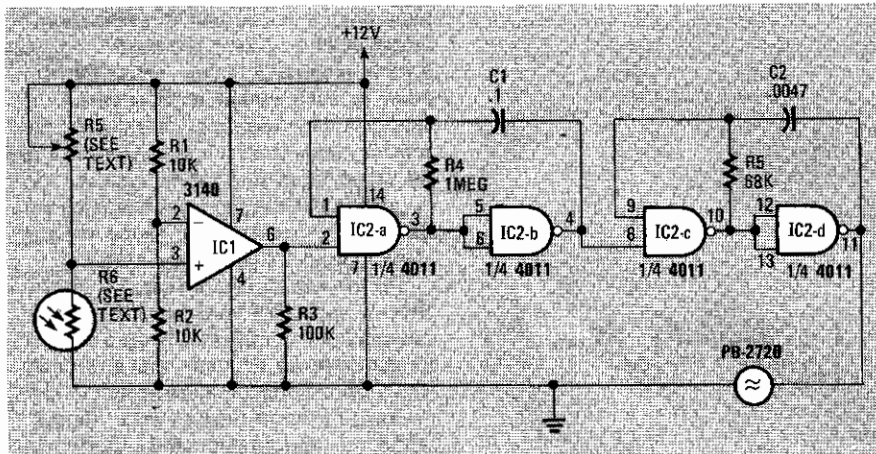 +12V
C1
.1
C2
.0047
R5
(SEE
TEXT)
R1
10K
R4
1MEG
R5
68K
3140
2
7
3
6
4
IC1
1
2
14
3
7
IC2-a
1/4 4011
5
6
4
IC2-b
1/4 4011
9
8
10
IC2-c
1/4 4011
12
13
11
IC2-d
1/4 4011
R6
(SEE
TEXT)
R2
10K
R3
100K
PB-2720